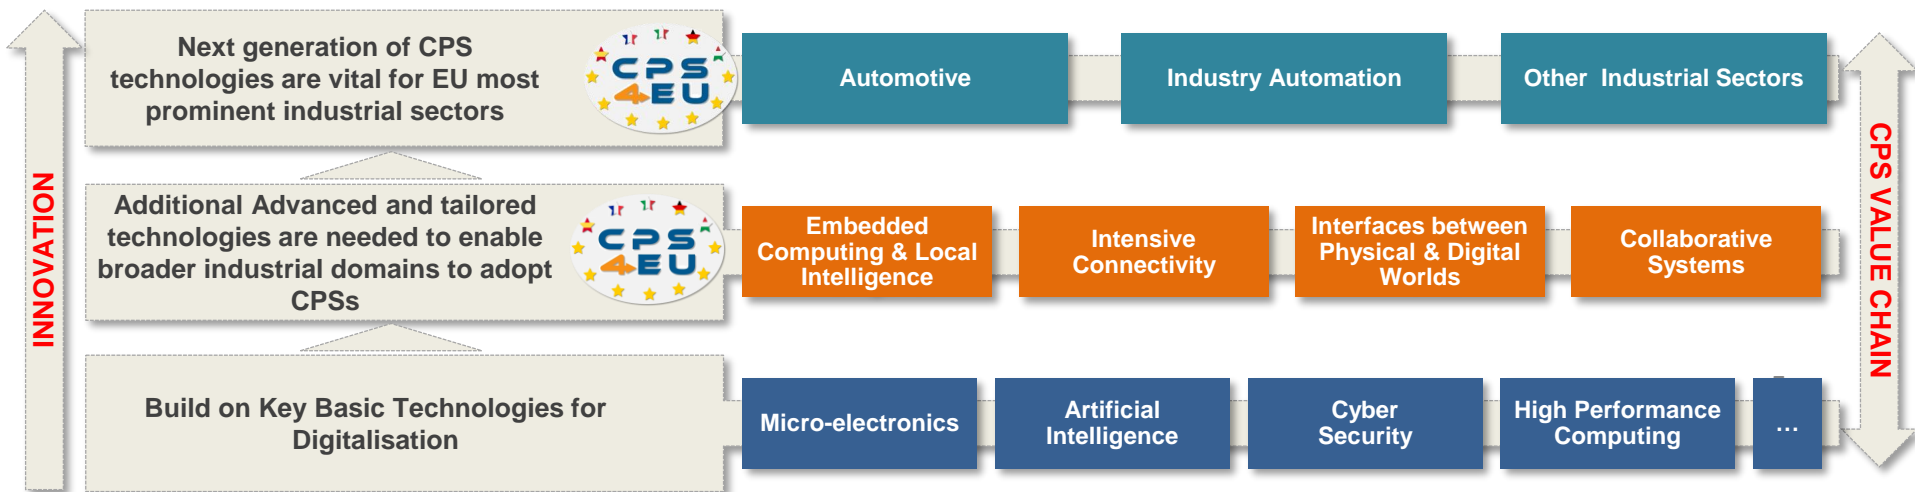 INNOVATION
Next generation of CPS
technologies are vital for EU most
prominent industrial sectors
CPS
4EU
Automotive
Industry Automation
Other Industrial Sectors
Additional Advanced and tailored
technologies are needed to enable
broader industrial domains to adopt
CPSs
CPS
4EU
Embedded
Computing & Local
Intelligence
Intensive
Connectivity
Interfaces between
Physical & Digital
Worlds
Collaborative
Systems
Build on Key Basic Technologies for
Digitalisation
Micro-electronics
Artificial
Intelligence
Cyber
Security
High Performance
Computing
...
CPS VALUE CHAIN